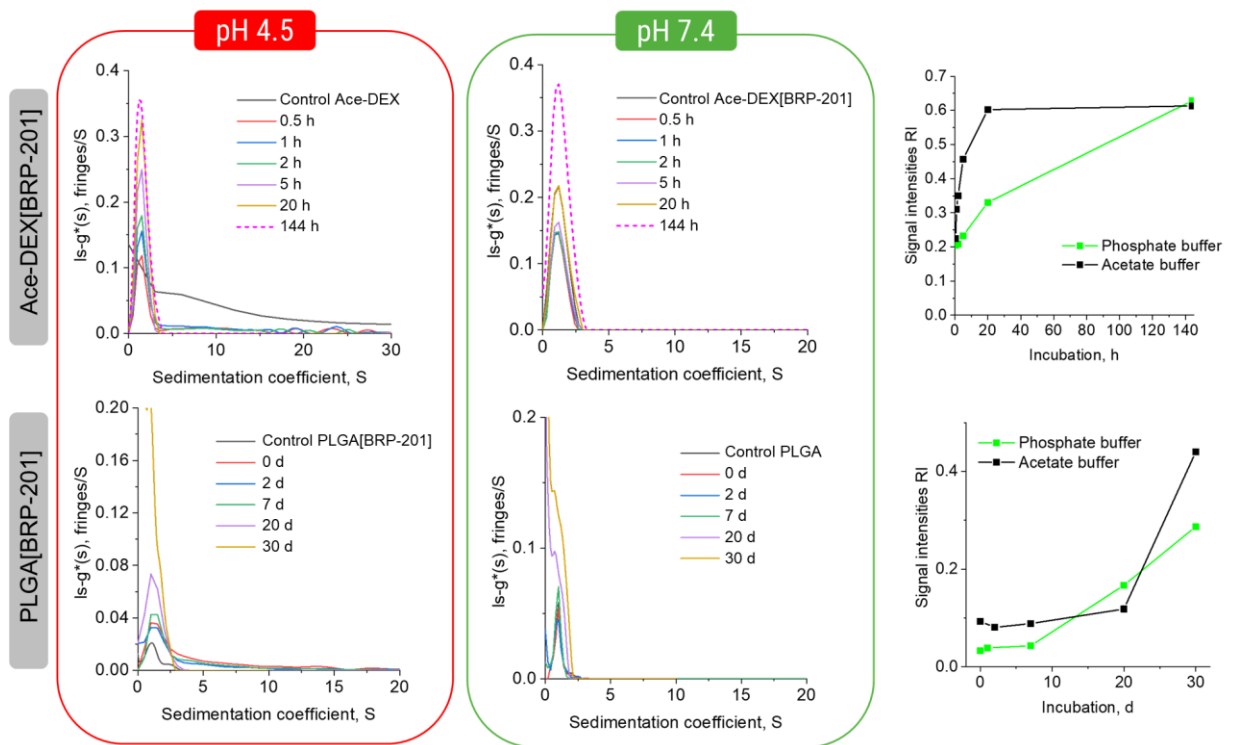 pH 4.5
pH 7.4
Ace-DEX[BRP-201]
ls-g*(s), fringes/S
0.4
0.3
0.2
0.1
0.0
Control Ace-DEX
0.5 h
1 h
2 h
5 h
20 h
144 h
0 10 20 30
Sedimentation coefficient, S
ls-g*(s), fringes/S
0.4
0.3
0.2
0.1
0.0
Control Ace-DEX[BRP-201]
0.5 h
1 h
2 h
5 h
20 h
144 h
0 5 10 15 20
Sedimentation coefficient, S
Signal intensities RI
0.7
0.6
0.5
0.4
0.3
0.2
0.1
0.0
Phosphate buffer
Acetate buffer
0 20 40 60 80 100 120 140
Incubation, h
PLGA[BRP-201]
ls-g*(s), fringes/S
0.20
0.16
0.12
0.08
0.04
0.00
Control PLGA[BRP-201]
0 d
2 d
7 d
20 d
30 d
0 5 10 15 20
Sedimentation coefficient, S
ls-g*(s), fringes/S
0.2
0.1
0.0
Control PLGA
0 d
2 d
7 d
20 d
30 d
0 5 10 15 20
Sedimentation coefficient, S
Signal intensities RI
0.4
0.2
0.0
Phosphate buffer
Acetate buffer
0 10 20 30
Incubation, d